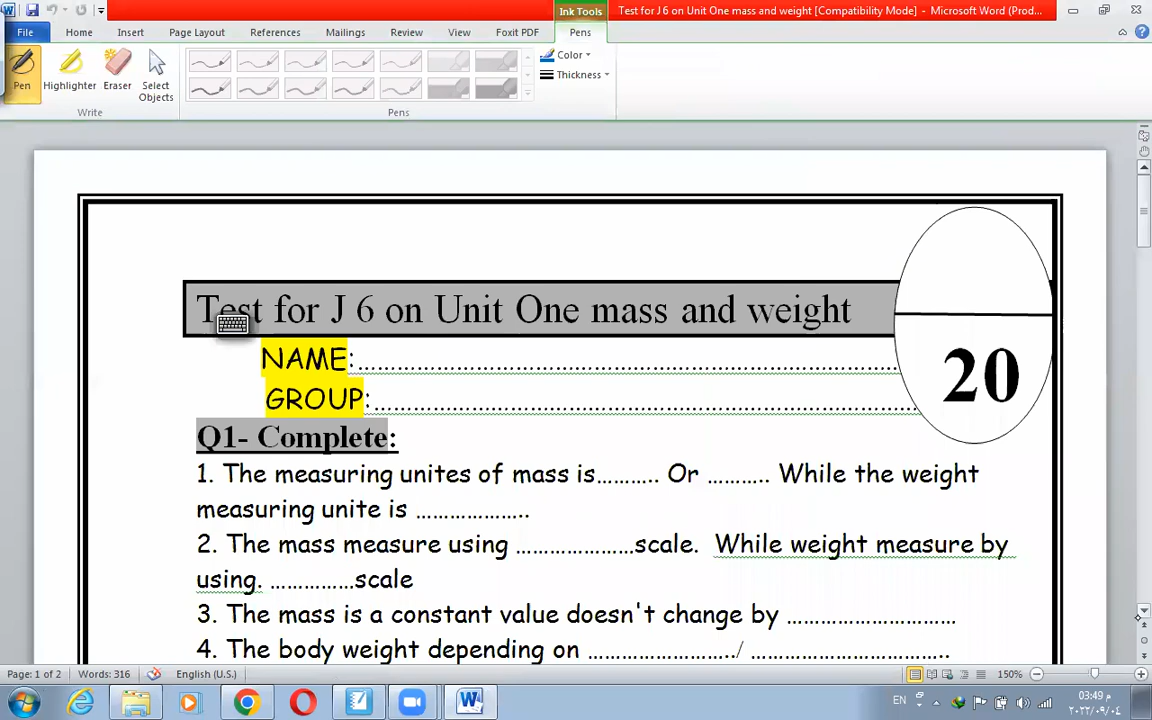 Ink Tools
Test for J 6 on Unit One mass and weight [Compatibility Mode] - Microsoft Word (Prod...
File Home Insert Page Layout References Mailings Review View Foxit PDF Pens
Pen Highlighter Eraser Select Objects
Color
Thickness
Write Pens
Test for J 6 on Unit One mass and weight
NAME:……………………………………………………………………
GROUP:……………………………………………………………………
20
Q1- Complete:
1. The measuring unites of mass is……….. Or ……….. While the weight
measuring unite is ………………..
2. The mass measure using …………………scale.  While weight measure by
using. ……………scale
3. The mass is a constant value doesn't change by …………………………
4. The body weight depending on ……………………../ …………………………..
Page: 1 of 2 Words: 316 English (U.S.) 150%
EN 03:49 م
٢٠٢٢/٠٩/٠٤